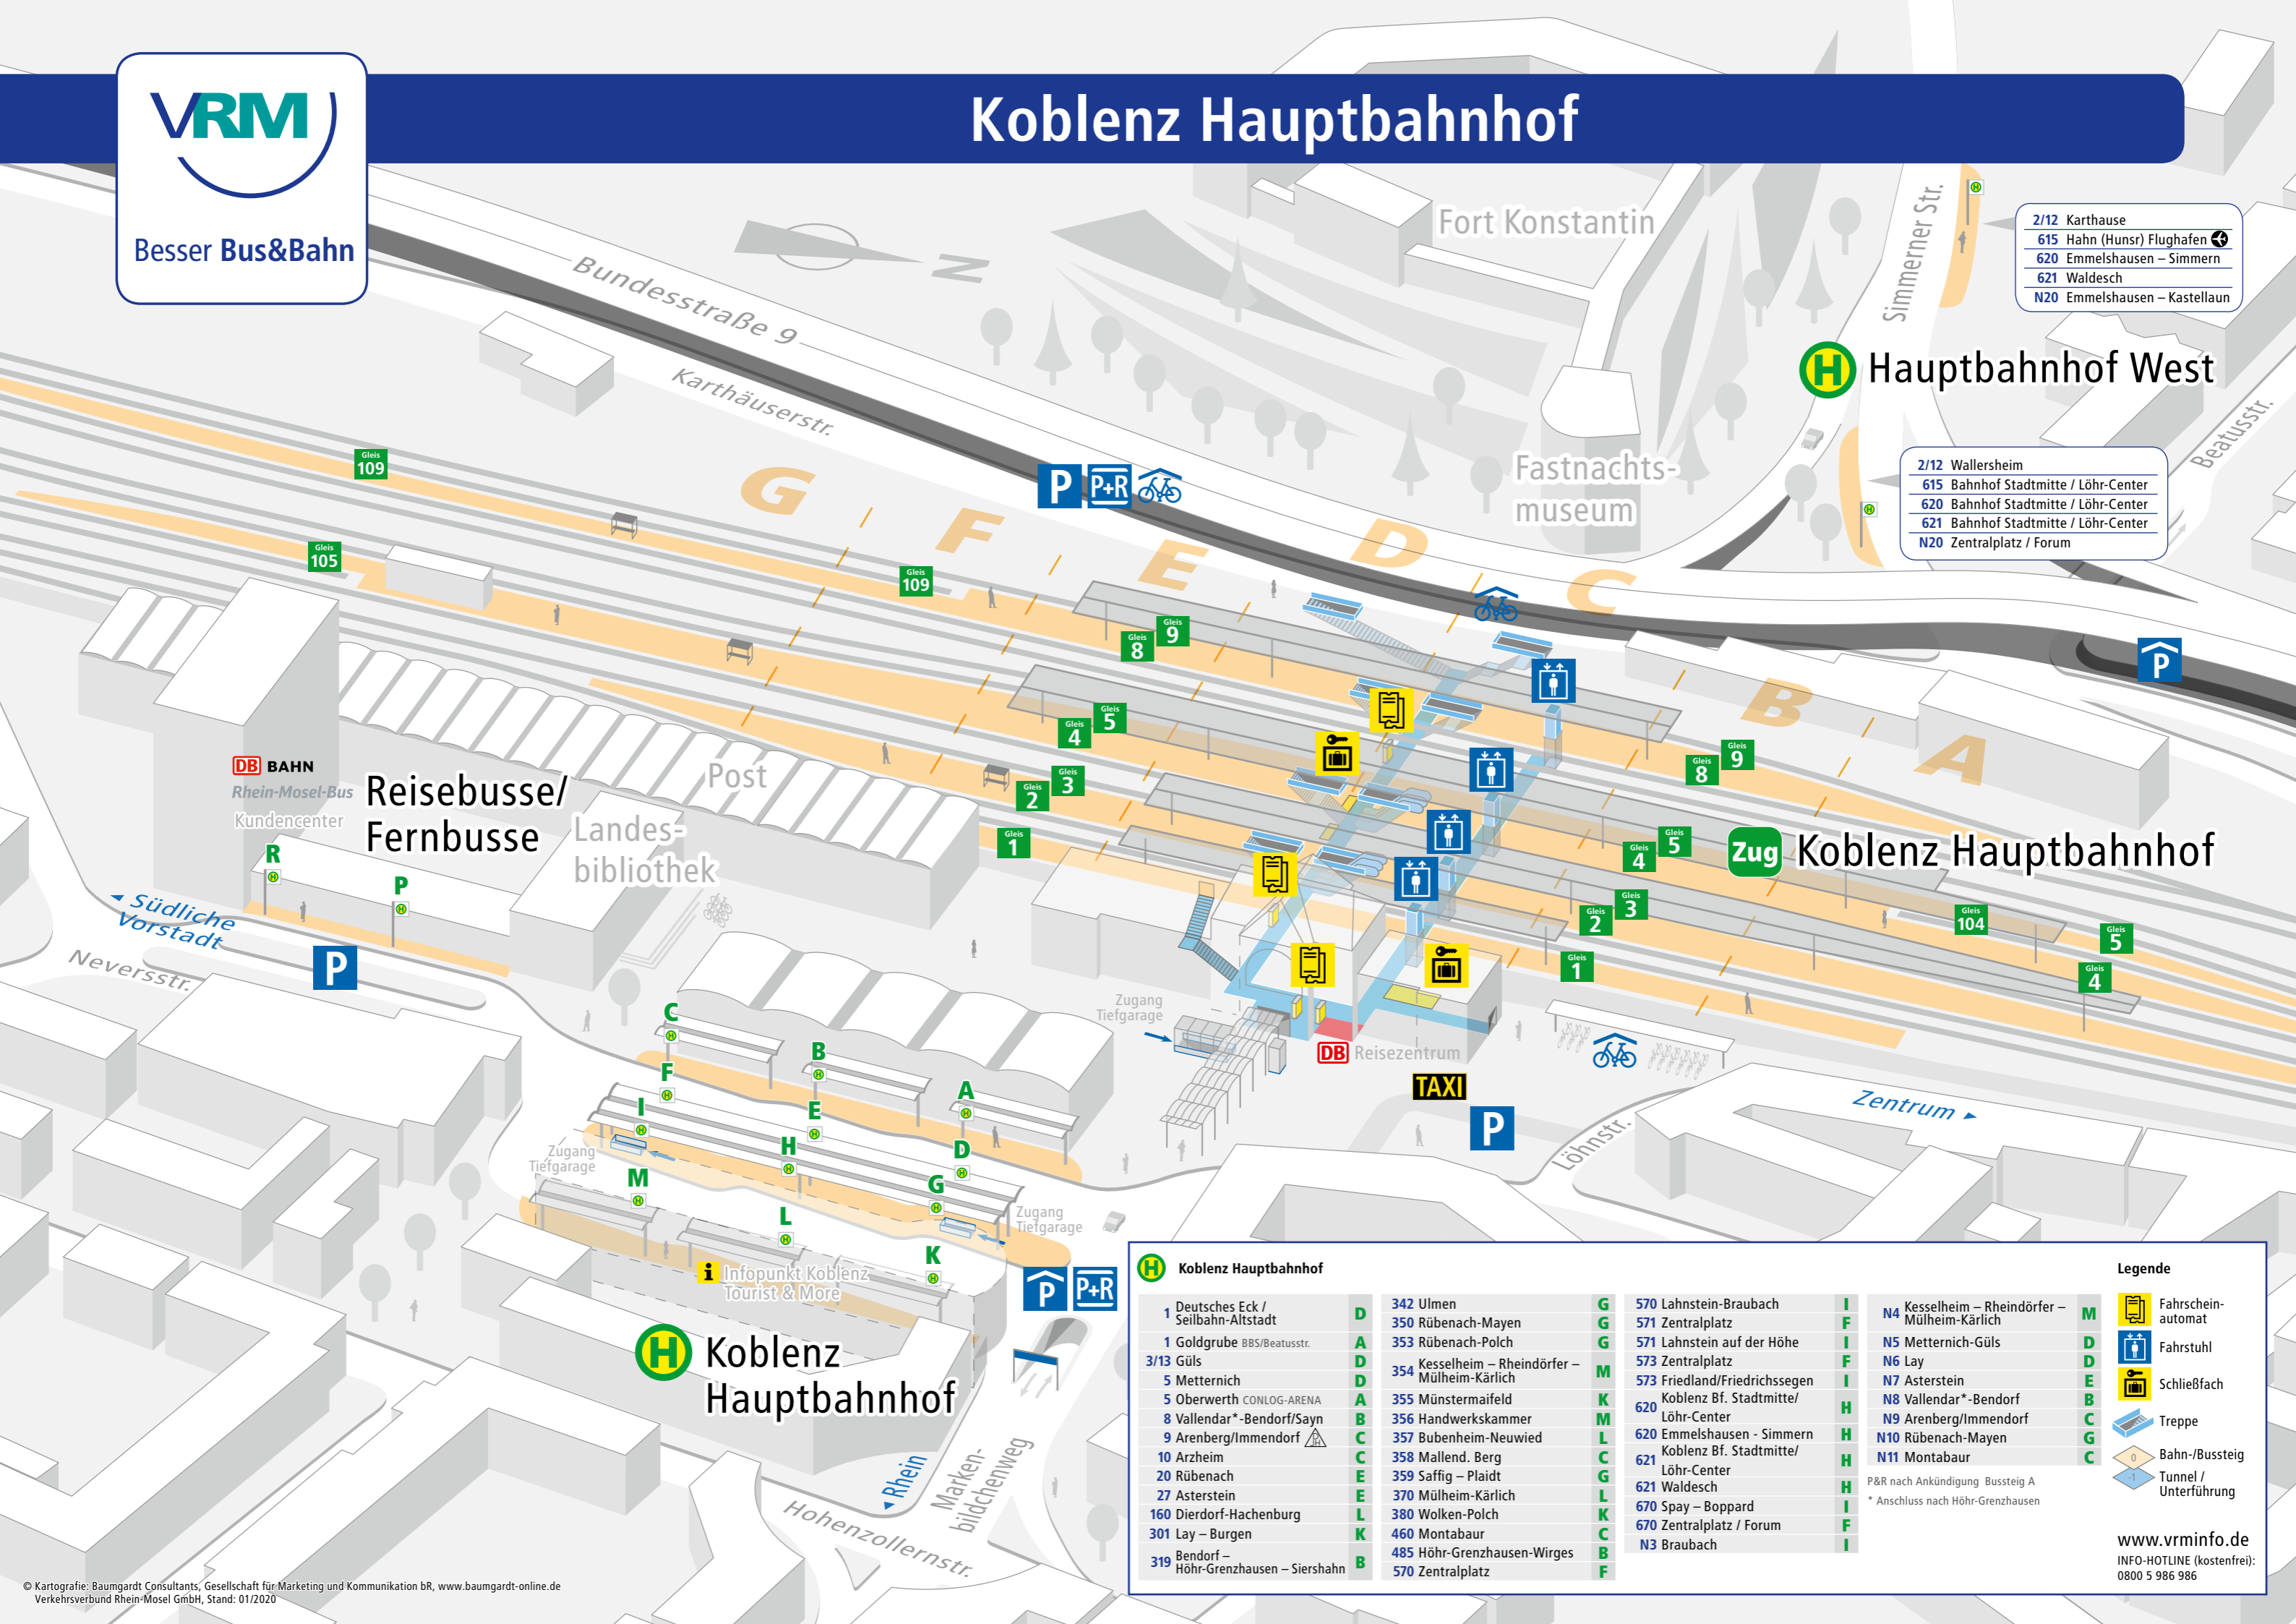 VRM
Besser Bus&Bahn
Koblenz Hauptbahnhof
Fort Konstantin
Simmerner Str.
2/12 Karthause
615 Hahn (Hunsr) Flughafen
620 Emmelshausen – Simmern
621 Waldesch
N20 Emmelshausen – Kastellaun
N
Bundesstraße 9
Karthäuserstr.
H Hauptbahnhof West
Beatusstr.
Fastnachts-
museum
2/12 Wallersheim
615 Bahnhof Stadtmitte / Löhr-Center
620 Bahnhof Stadtmitte / Löhr-Center
621 Bahnhof Stadtmitte / Löhr-Center
N20 Zentralplatz / Forum
P P+R
G F E D C B A
Gleis 109
Gleis 105
Gleis 109
Gleis 8
Gleis 9
Gleis 4
Gleis 5
Gleis 2
Gleis 3
Gleis 1
P
Gleis 8
Gleis 9
Gleis 4
Gleis 5
Zug Koblenz Hauptbahnhof
Gleis 2
Gleis 3
Gleis 104
Gleis 5
Gleis 4
Gleis 1
DB BAHN
Rhein-Mosel-Bus
Kundencenter
Reisebusse/
Fernbusse
Post
Landes-
bibliothek
R
H
P
H
Südliche
Vorstadt
Neversstr.
P
Zugang
Tiefgarage
DB Reisezentrum
TAXI
P
Löhnstr.
Zentrum
C
H
B
H
A
H
F
H
E
H
D
H
I
H
H
H
G
H
M
H
L
H
K
H
Zugang
Tiefgarage
Zugang
Tiefgarage
i Infopunkt Koblenz
Tourist & More
P P+R
H Koblenz
Hauptbahnhof
Rhein
Marken-
bildchenweg
Hohenzollernstr.
H Koblenz Hauptbahnhof
1 Deutsches Eck /
Seilbahn-Altstadt D
1 Goldgrube BBS/Beatusstr. A
3/13 Güls D
5 Metternich D
5 Oberwerth CONLOG-ARENA A
8 Vallendar*-Bendorf/Sayn B
9 Arenberg/Immendorf C
10 Arzheim C
20 Rübenach E
27 Asterstein E
160 Dierdorf-Hachenburg L
301 Lay – Burgen K
319 Bendorf –
Höhr-Grenzhausen – Siershahn B
342 Ulmen G
350 Rübenach-Mayen G
353 Rübenach-Polch G
354 Kesselheim – Rheindörfer –
Mülheim-Kärlich M
355 Münstermaifeld K
356 Handwerkskammer M
357 Bubenheim-Neuwied L
358 Mallend. Berg C
359 Saffig – Plaidt G
370 Mülheim-Kärlich L
380 Wolken-Polch K
460 Montabaur C
485 Höhr-Grenzhausen-Wirges B
570 Zentralplatz F
570 Lahnstein-Braubach I
571 Zentralplatz F
571 Lahnstein auf der Höhe I
573 Zentralplatz F
573 Friedland/Friedrichssegen I
620 Koblenz Bf. Stadtmitte/
Löhr-Center H
620 Emmelshausen - Simmern H
621 Koblenz Bf. Stadtmitte/
Löhr-Center H
621 Waldesch H
670 Spay – Boppard I
670 Zentralplatz / Forum F
N3 Braubach I
N4 Kesselheim – Rheindörfer –
Mülheim-Kärlich M
N5 Metternich-Güls D
N6 Lay D
N7 Asterstein E
N8 Vallendar*-Bendorf B
N9 Arenberg/Immendorf C
N10 Rübenach-Mayen G
N11 Montabaur C
P&R nach Ankündigung Bussteig A
* Anschluss nach Höhr-Grenzhausen
Legende
Fahrschein-
automat
Fahrstuhl
Schließfach
Treppe
0 Bahn-/Bussteig
-1 Tunnel /
Unterführung
www.vrminfo.de
INFO-HOTLINE (kostenfrei):
0800 5 986 986
© Kartografie: Baumgardt Consultants, Gesellschaft für Marketing und Kommunikation bR, www.baumgardt-online.de
Verkehrsverbund Rhein-Mosel GmbH, Stand: 01/2020